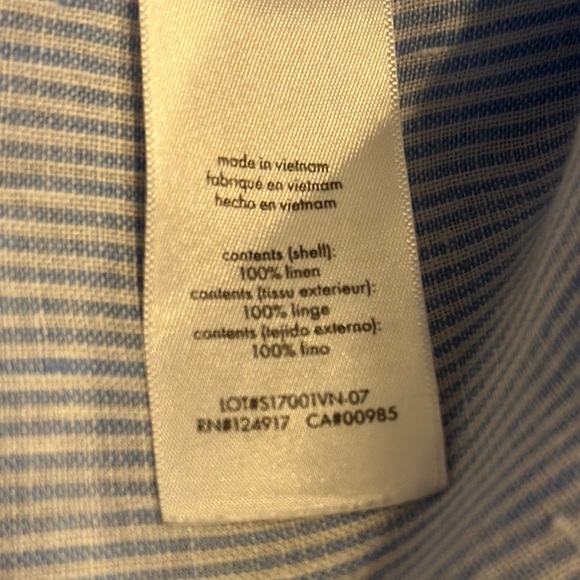 made in vietnam
fabriqué en vietnam
hecho en vietnam
contents (shell):
100% linen
contents (tissu exterieur):
100% linge
contents (tejido externo):
100% lino
LOT#S17001VN-07
RN#124917 CA#00985